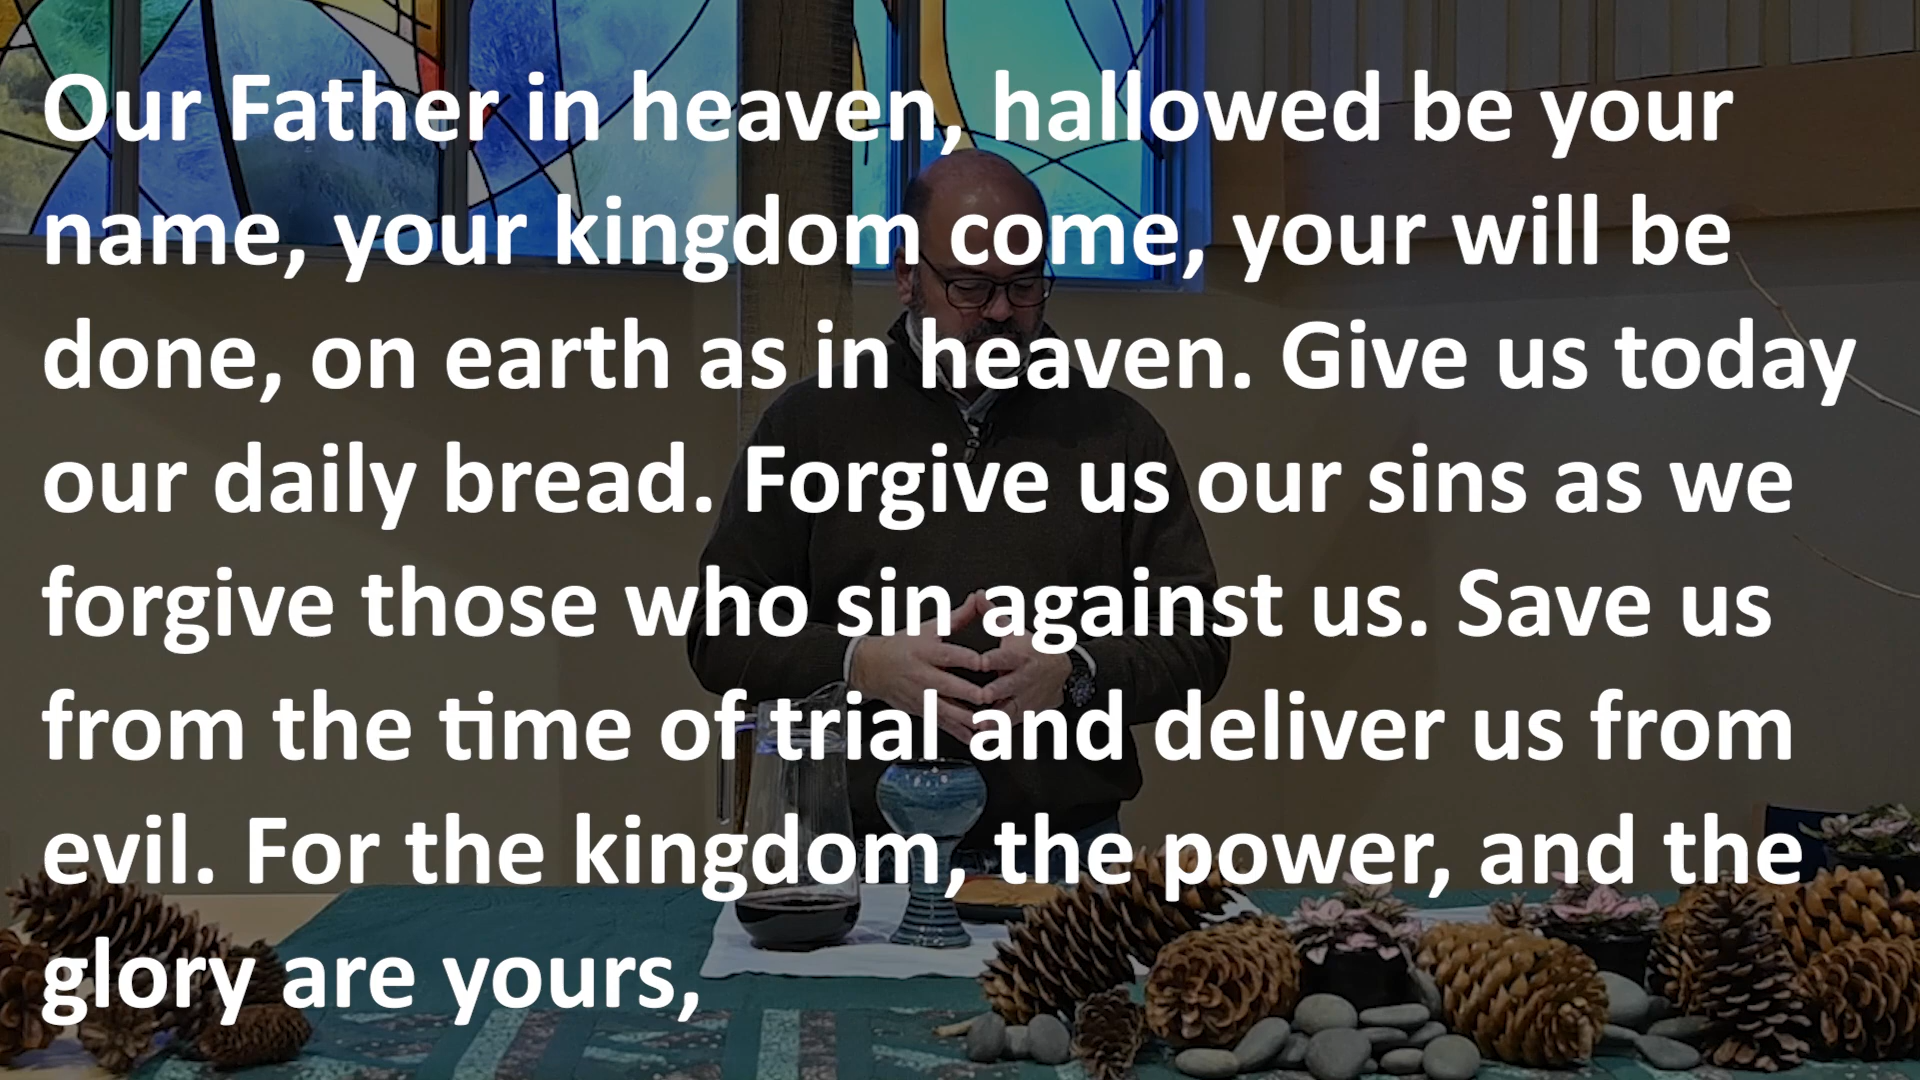 Our Father in heaven, hallowed be your
name, your kingdom come, your will be
done, on earth as in heaven. Give us today
our daily bread. Forgive us our sins as we
forgive those who sin against us. Save us
from the time of trial and deliver us from
evil. For the kingdom, the power, and the
glory are yours,